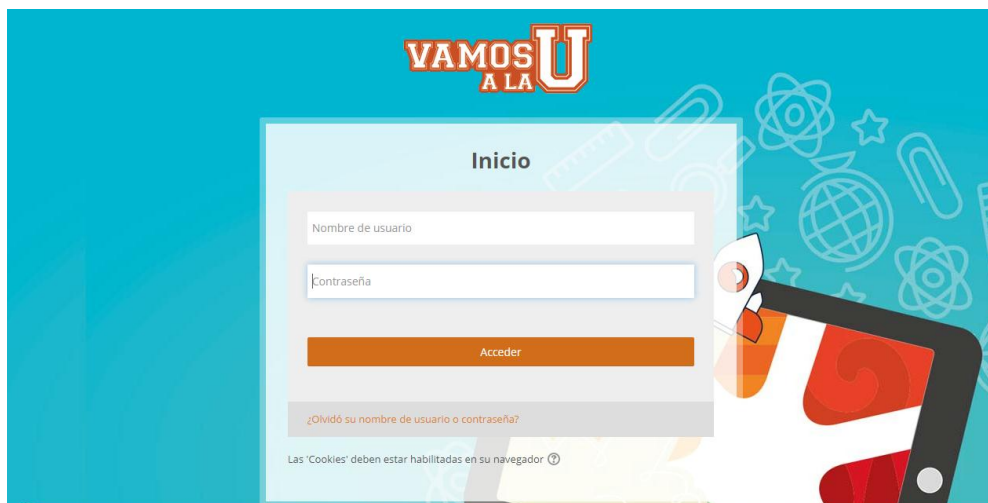 VAMOS
A LA U
Inicio
Nombre de usuario
Contraseña
Acceder
¿Olvidó su nombre de usuario o contraseña?
Las 'Cookies' deben estar habilitadas en su navegador ?